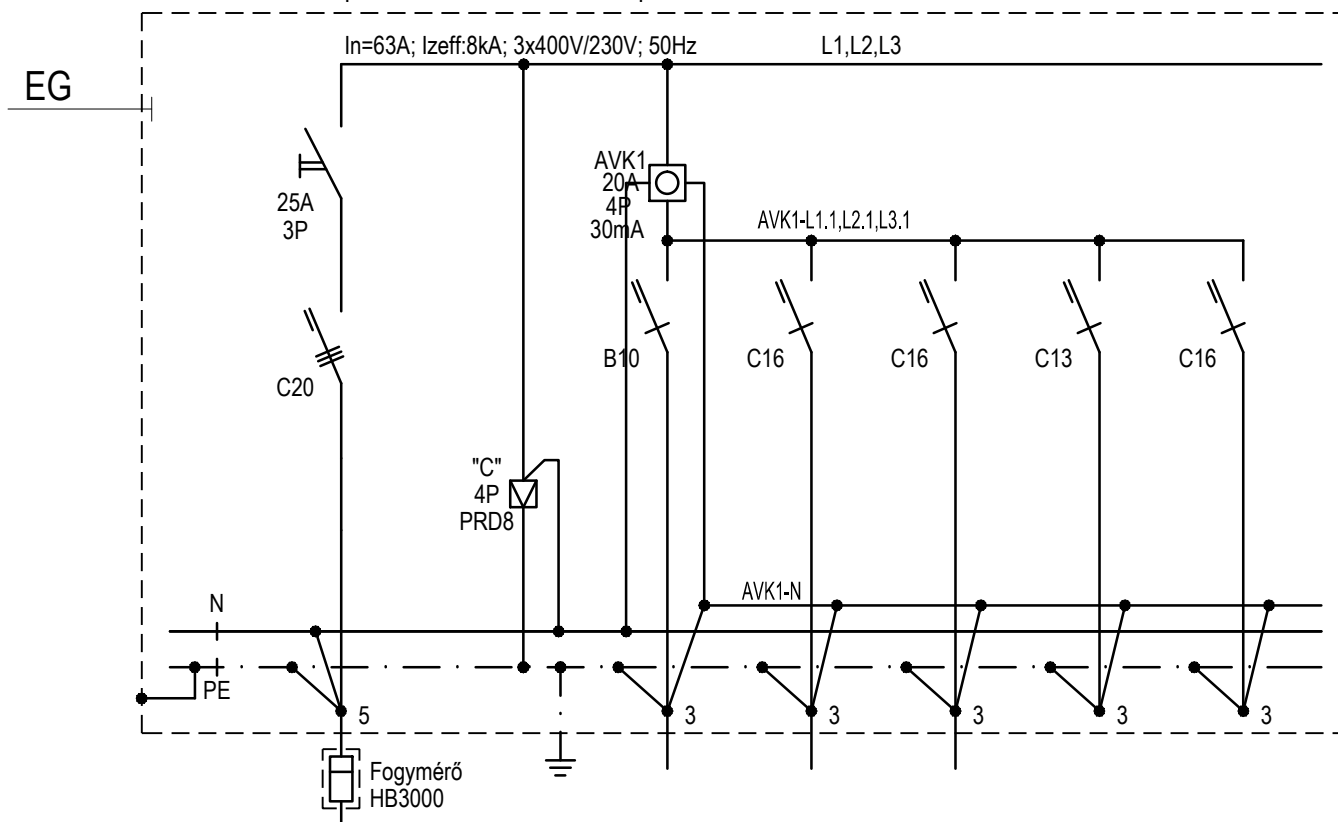 In=63A; Izeff:8kA; 3x400V/230V; 50Hz
L1,L2,L3
EG
AVK1
20A
4P
30mA
25A
3P
AVK1-L1.1,L2.1,L3.1
C20
B10
C16
C16
C13
C16
"C"
4P
PRD8
AVK1-N
N
PE
5
3
3
3
3
3
Fogymérő
HB3000